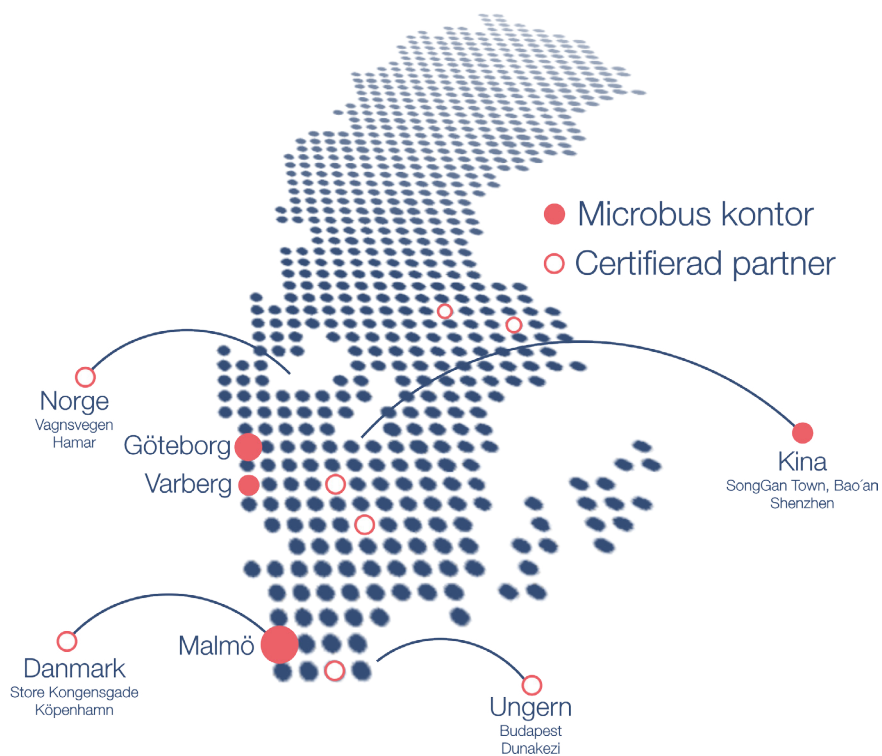 Microbus kontor
Certifierad partner
Norge
Vagnsvegen
Hamar
Göteborg
Varberg
Kina
SongGan Town, Bao´an
Shenzhen
Malmö
Danmark
Store Kongensgade
Köpenhamn
Ungern
Budapest
Dunakezi